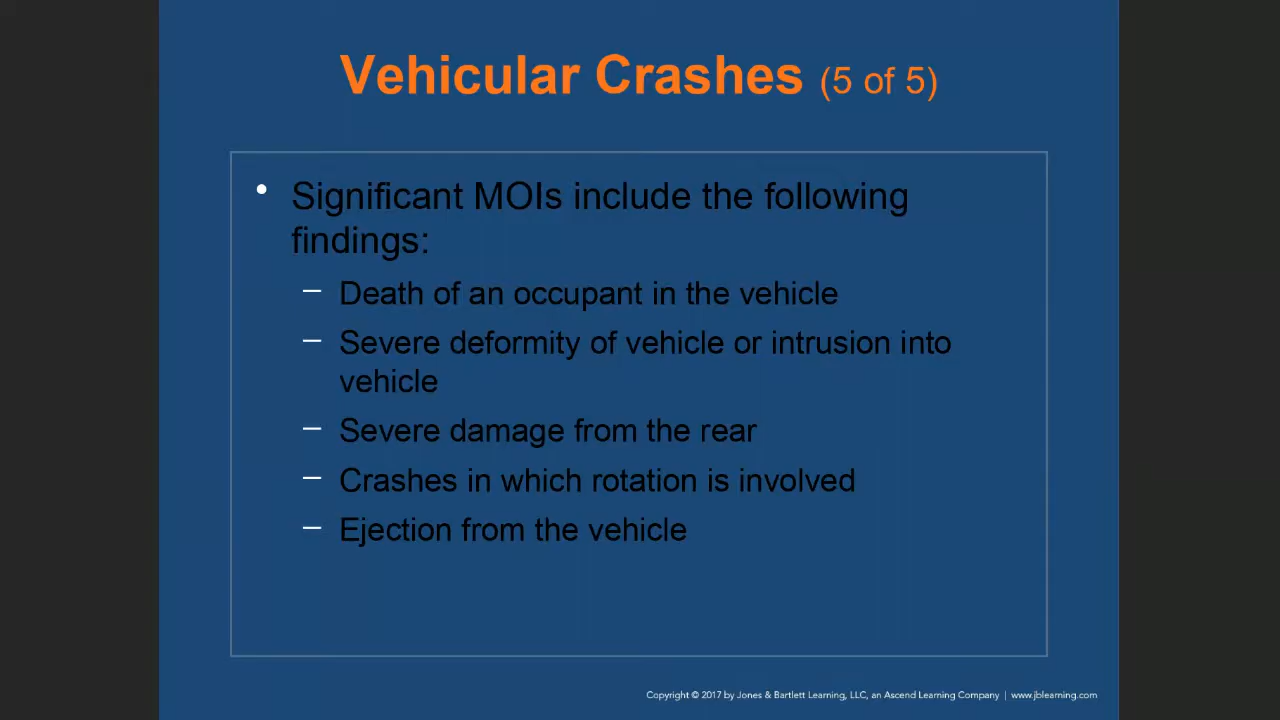 Vehicular Crashes (5 of 5)
• Significant MOIs include the following
findings:
– Death of an occupant in the vehicle
– Severe deformity of vehicle or intrusion into
vehicle
– Severe damage from the rear
– Crashes in which rotation is involved
– Ejection from the vehicle
Copyright © 2017 by Jones & Bartlett Learning, LLC, an Ascend Learning Company | www.jblearning.com